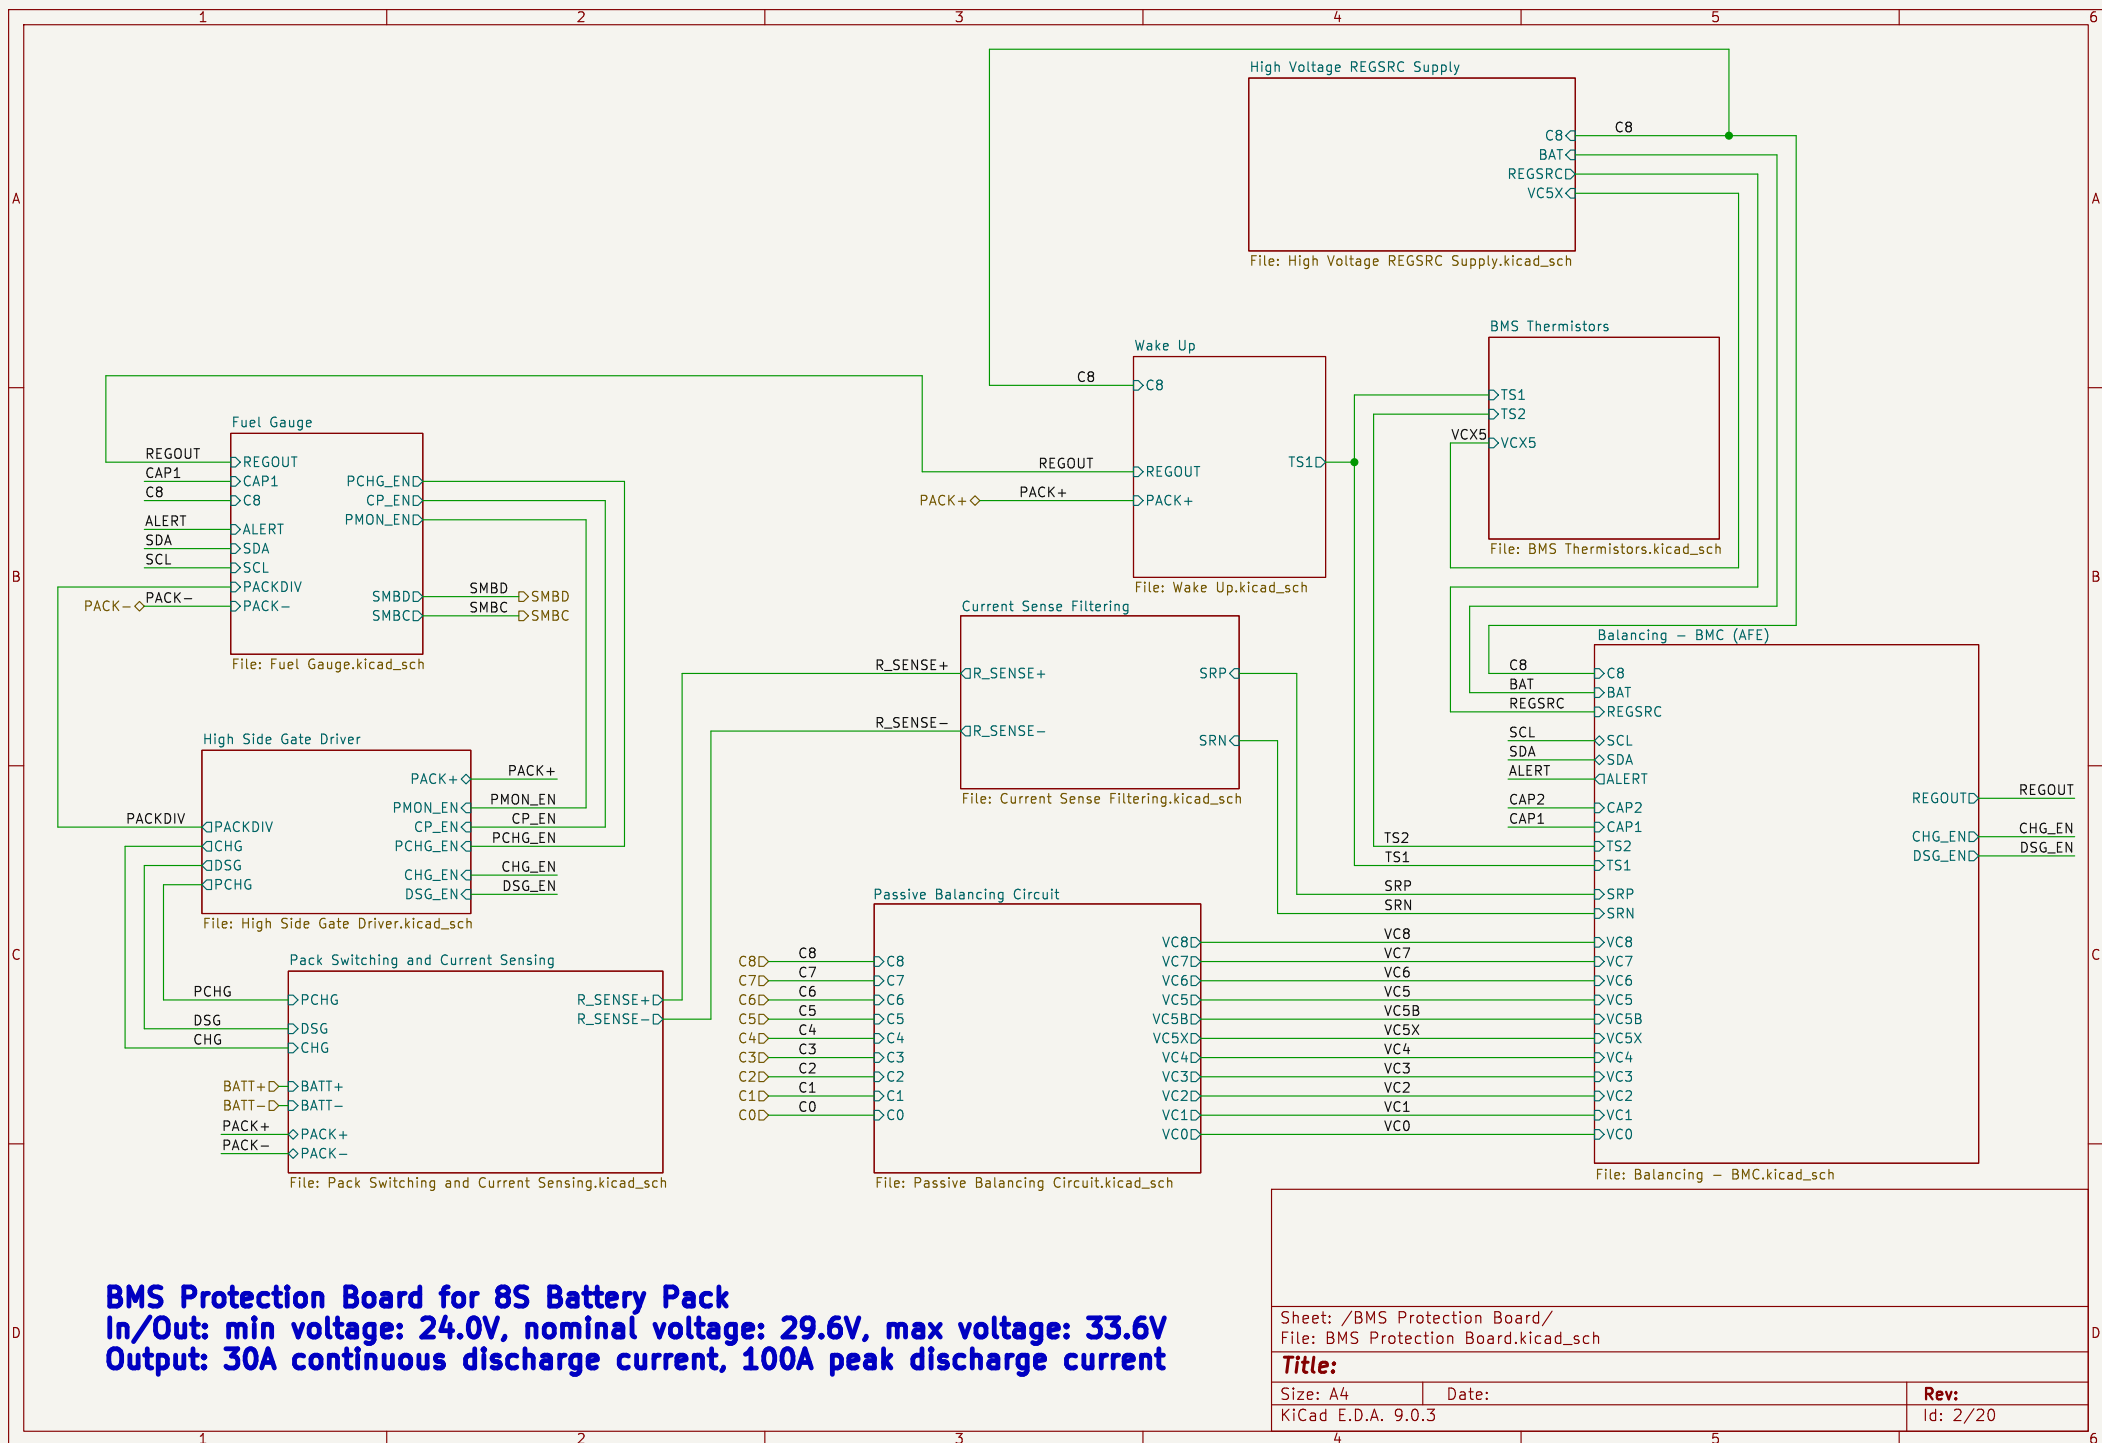 1 2 3 4 5 6
High Voltage REGSRC Supply
C8 C8
BAT
REGSRC
VC5X
File: High Voltage REGSRC Supply.kicad_sch
A A
BMS Thermistors
TS1
TS2
VCX5 VCX5
File: BMS Thermistors.kicad_sch
Wake Up
C8 C8
TS1
REGOUT REGOUT
PACK+ PACK+ PACK+
File: Wake Up.kicad_sch
Fuel Gauge
REGOUT REGOUT
CAP1 CAP1 PCHG_EN
C8 C8 CP_EN
PMON_EN
ALERT ALERT
SDA SDA
SCL SCL
PACKDIV SMBD SMBD SMBD
PACK- PACK- PACK- SMBC SMBC SMBC
File: Fuel Gauge.kicad_sch
B B
Current Sense Filtering
R_SENSE+ R_SENSE+ SRP
R_SENSE- R_SENSE- SRN
File: Current Sense Filtering.kicad_sch
High Side Gate Driver
PACK+ PACK+
PMON_EN PMON_EN
PACKDIV PACKDIV CP_EN CP_EN
CHG PCHG_EN PCHG_EN
DSG CHG_EN CHG_EN
PCHG DSG_EN DSG_EN
File: High Side Gate Driver.kicad_sch
Balancing - BMC (AFE)
C8 C8
BAT BAT
REGSRC REGSRC
SCL SCL
SDA SDA
ALERT ALERT
REGOUT REGOUT
CAP2 CAP2
CAP1 CAP1
CHG_EN CHG_EN
TS2 TS2
DSG_EN DSG_EN
TS1 TS1
SRP SRP
SRN SRN
VC8 VC8
VC7 VC7
VC6 VC6
VC5 VC5
VC5B VC5B
VC5X VC5X
VC4 VC4
VC3 VC3
VC2 VC2
VC1 VC1
VC0 VC0
File: Balancing - BMC.kicad_sch
C C
Passive Balancing Circuit
VC8
C8 C8 C8 VC7
C7 C7 C7 VC6
C6 C6 C6 VC5
C5 C5 C5 VC5B
C4 C4 C4 VC5X
C3 C3 C3 VC4
C2 C2 C2 VC3
C1 C1 C1 VC2
C0 C0 C0 VC1
VC0
File: Passive Balancing Circuit.kicad_sch
Pack Switching and Current Sensing
PCHG PCHG R_SENSE+
R_SENSE-
DSG DSG
CHG CHG
BATT+ BATT+
BATT- BATT-
PACK+ PACK+
PACK- PACK-
File: Pack Switching and Current Sensing.kicad_sch
BMS Protection Board for 8S Battery Pack
In/Out: min voltage: 24.0V, nominal voltage: 29.6V, max voltage: 33.6V
Output: 30A continuous discharge current, 100A peak discharge current
D D
Sheet: /BMS Protection Board/
File: BMS Protection Board.kicad_sch
Title:
Size: A4 Date: Rev:
KiCad E.D.A. 9.0.3 Id: 2/20
1 2 3 4 5 6